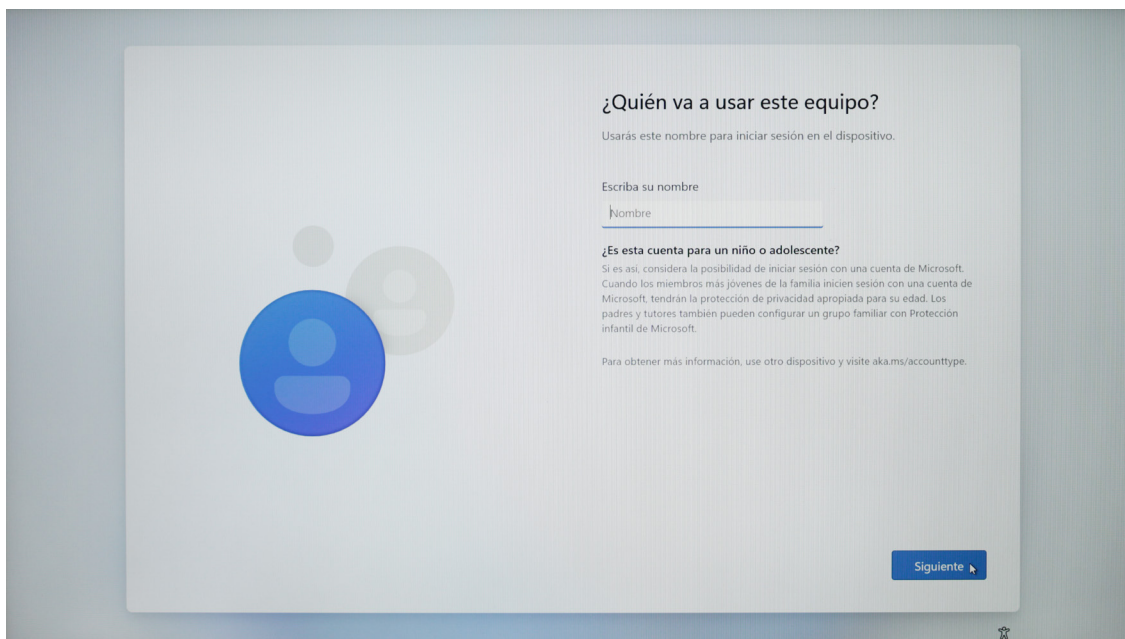 ¿Quién va a usar este equipo?
Usarás este nombre para iniciar sesión en el dispositivo.
Escriba su nombre
Nombre
¿Es esta cuenta para un niño o adolescente?
Si es así, considera la posibilidad de iniciar sesión con una cuenta de Microsoft.
Cuando los miembros más jóvenes de la familia inicien sesión con una cuenta de
Microsoft, tendrán la protección de privacidad apropiada para su edad. Los
padres y tutores también pueden configurar un grupo familiar con Protección
infantil de Microsoft.
Para obtener más información, use otro dispositivo y visite aka.ms/accounttype.
Siguiente